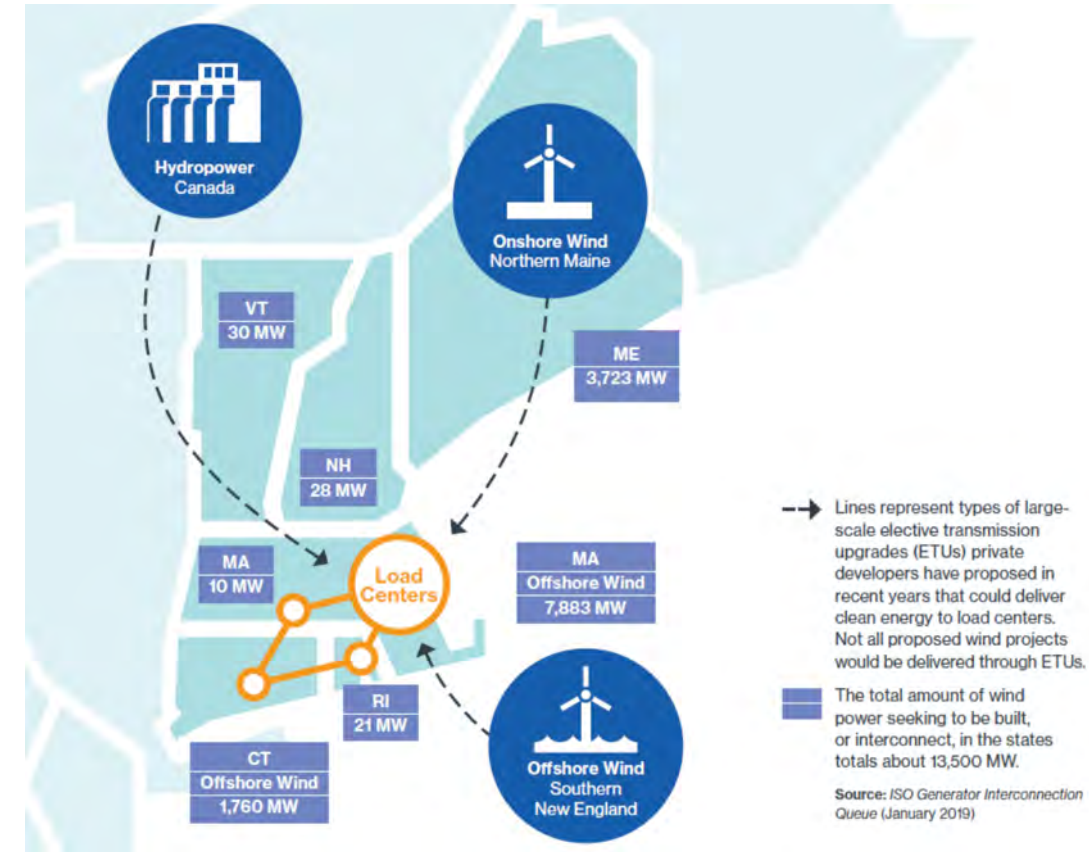 Hydropower
Canada
Onshore Wind
Northern Maine
VT
30 MW
ME
3,723 MW
NH
28 MW
MA
10 MW
Load
Centers
MA
Offshore Wind
7,883 MW
RI
21 MW
CT
Offshore Wind
1,760 MW
Offshore Wind
Southern
New England
Lines represent types of large-
scale elective transmission
upgrades (ETUs) private
developers have proposed in
recent years that could deliver
clean energy to load centers.
Not all proposed wind projects
would be delivered through ETUs.
The total amount of wind
power seeking to be built,
or interconnect, in the states
totals about 13,500 MW.
Source: ISO Generator Interconnection
Queue (January 2019)